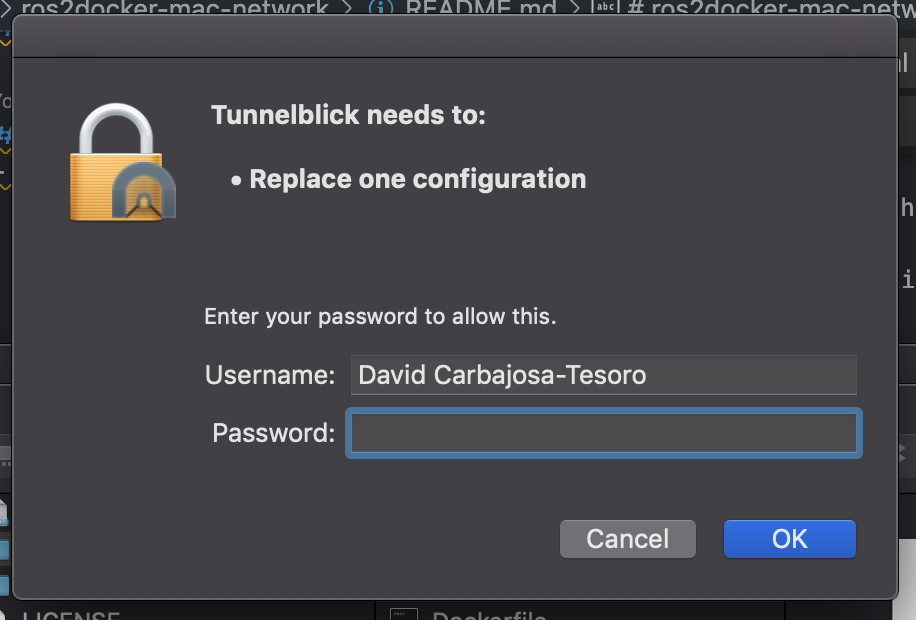 ros2docker-mac-network > README.md > abc # ros2docker-mac-netw
Tunnelblick needs to:
• Replace one configuration
Enter your password to allow this.
Username: David Carbajosa-Tesoro
Password:
Cancel OK
LICENSE Dockerfile